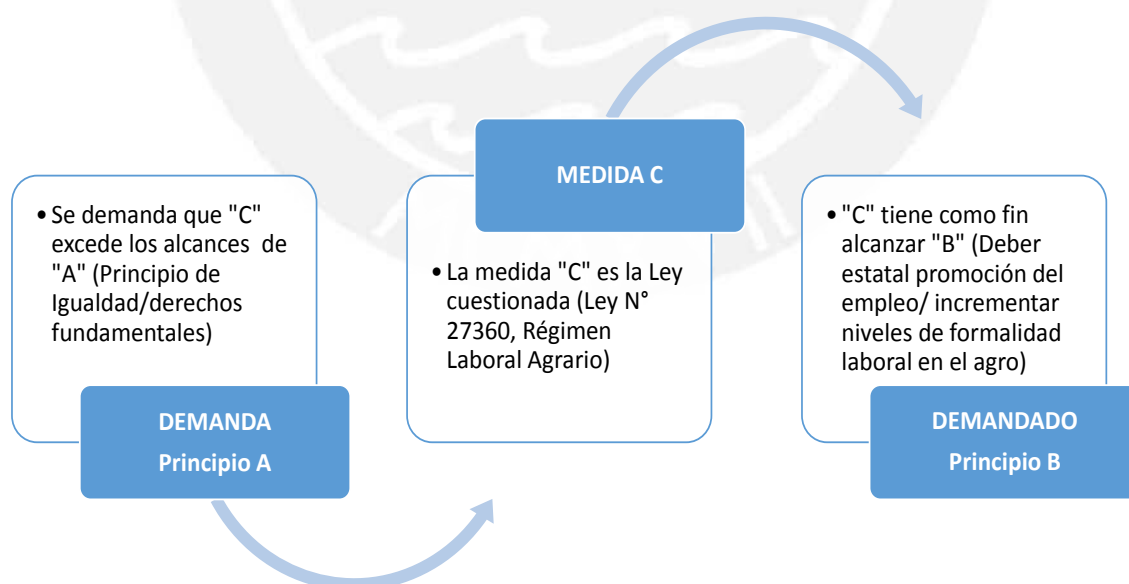 • Se demanda que "C"
excede los alcances de
"A" (Principio de
Igualdad/derechos
fundamentales)
DEMANDA
Principio A
MEDIDA C
• La medida "C" es la Ley
cuestionada (Ley N°
27360, Régimen
Laboral Agrario)
• "C" tiene como fin
alcanzar "B" (Deber
estatal promoción del
empleo/ incrementar
niveles de formalidad
laboral en el agro)
DEMANDADO
Principio B